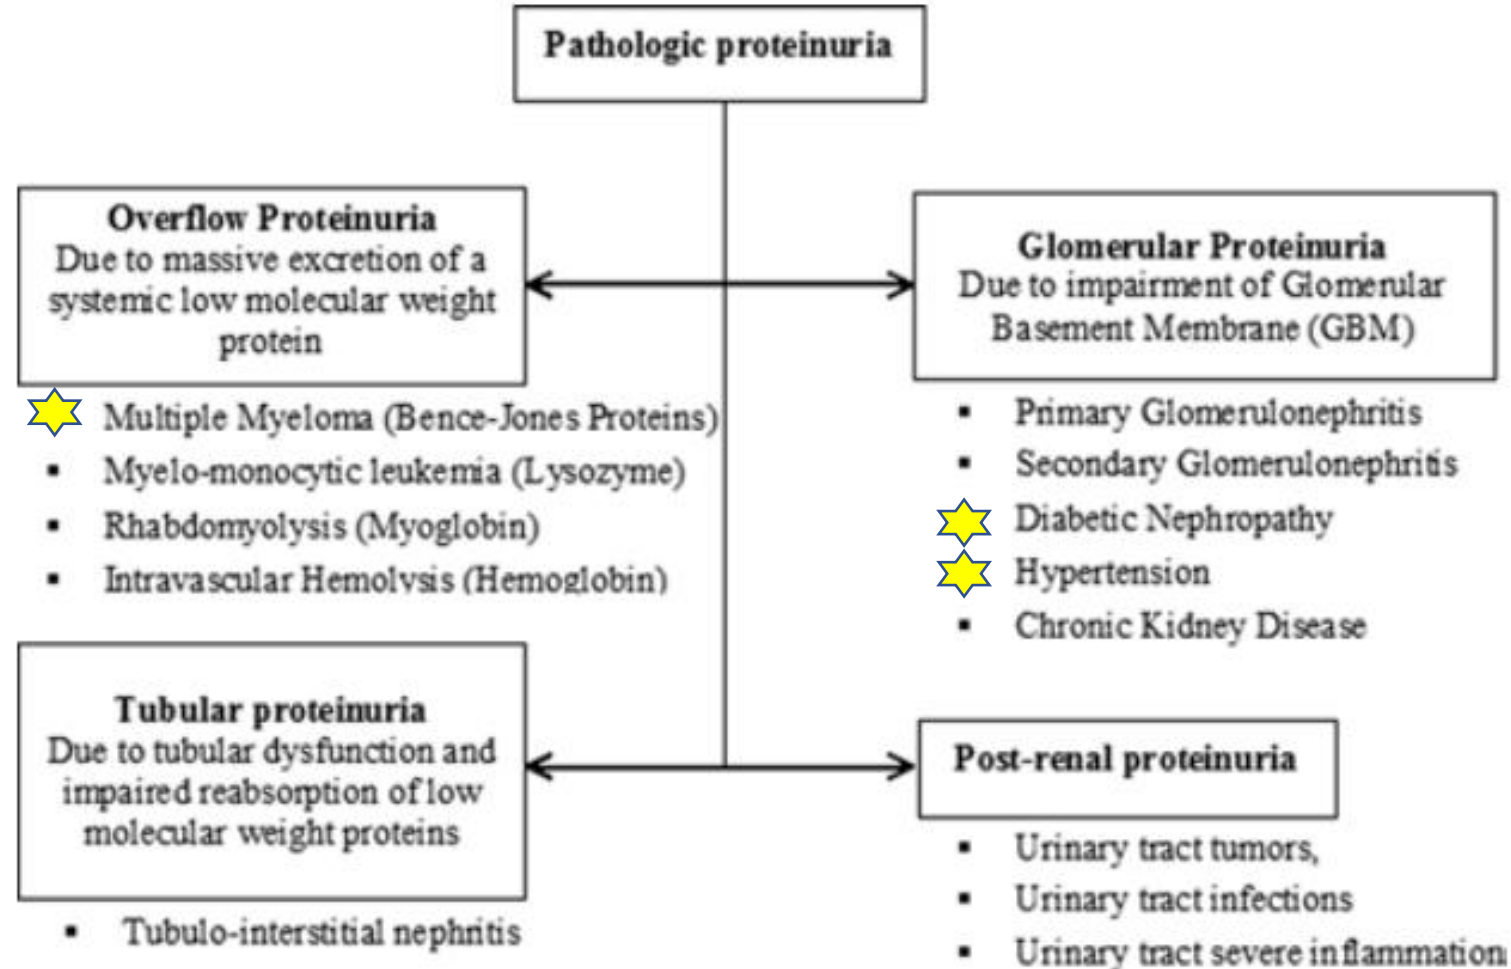 Pathologic proteinuria
Overflow Proteinuria
Due to massive excretion of a
systemic low molecular weight
protein
Multiple Myeloma (Bence-Jones Proteins)
▪ Myelo-monocytic leukemia (Lysozyme)
▪ Rhabdomyolysis (Myoglobin)
▪ Intravascular Hemolysis (Hemoglobin)
Glomerular Proteinuria
Due to impairment of Glomerular
Basement Membrane (GBM)
▪ Primary Glomerulonephritis
▪ Secondary Glomerulonephritis
Diabetic Nephropathy
Hypertension
▪ Chronic Kidney Disease
Tubular proteinuria
Due to tubular dysfunction and
impaired reabsorption of low
molecular weight proteins
▪ Tubulo-interstitial nephritis
Post-renal proteinuria
▪ Urinary tract tumors,
▪ Urinary tract infections
▪ Urinary tract severe inflammation